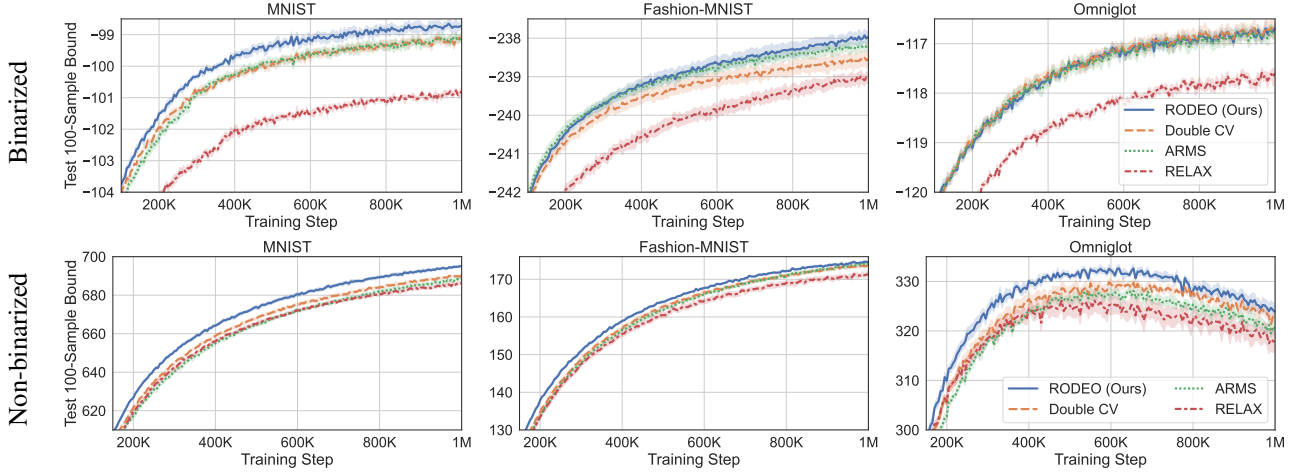 Binarized
MNIST
Test 100-Sample Bound
−99
−100
−101
−102
−103
−104
200K 400K 600K 800K 1M
Training Step
Fashion-MNIST
−238
−239
−240
−241
−242
200K 400K 600K 800K 1M
Training Step
Omniglot
−117
−118
−119
−120
RODEO (Ours)
Double CV
ARMS
RELAX
200K 400K 600K 800K 1M
Training Step
Non-binarized
MNIST
Test 100-Sample Bound
700
680
660
640
620
200K 400K 600K 800K 1M
Training Step
Fashion-MNIST
170
160
150
140
130
200K 400K 600K 800K 1M
Training Step
Omniglot
330
320
310
300
RODEO (Ours) ARMS
Double CV RELAX
200K 400K 600K 800K 1M
Training Step